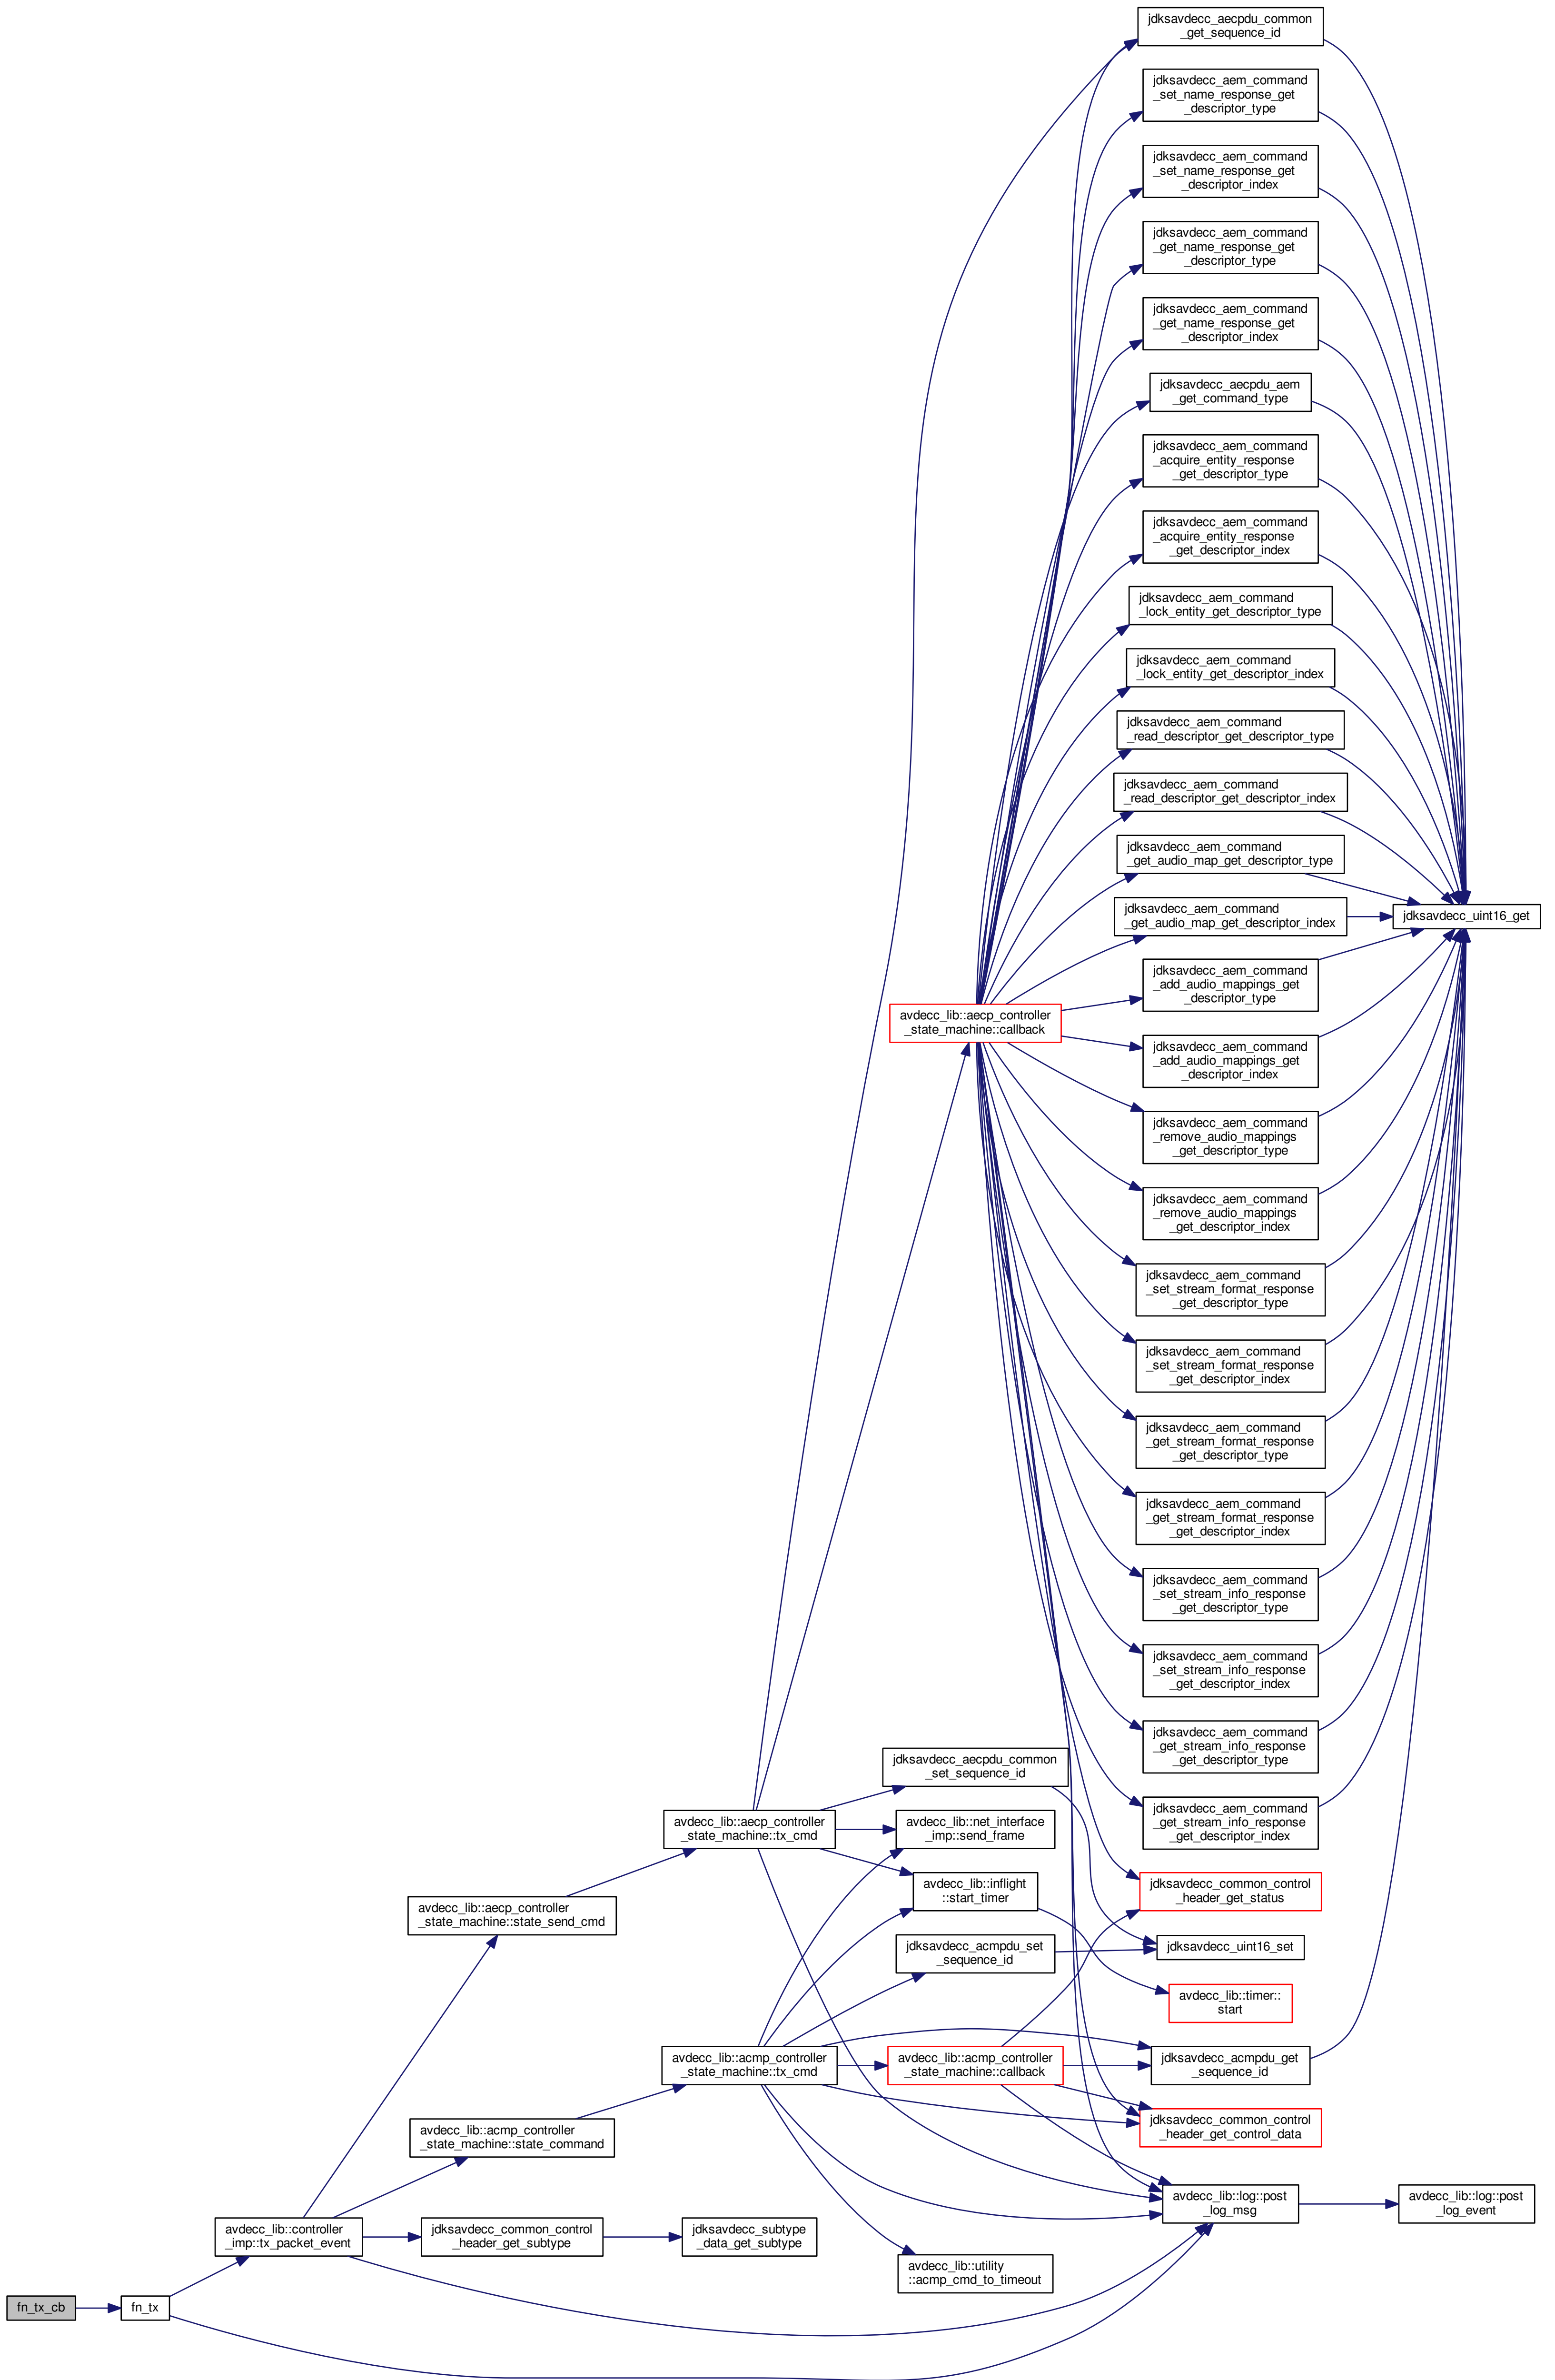 jdksavdecc_aecpdu_common
_get_sequence_id
jdksavdecc_aem_command
_set_name_response_get
_descriptor_type
jdksavdecc_aem_command
_set_name_response_get
_descriptor_index
jdksavdecc_aem_command
_get_name_response_get
_descriptor_type
jdksavdecc_aem_command
_get_name_response_get
_descriptor_index
jdksavdecc_aecpdu_aem
_get_command_type
jdksavdecc_aem_command
_acquire_entity_response
_get_descriptor_type
jdksavdecc_aem_command
_acquire_entity_response
_get_descriptor_index
jdksavdecc_aem_command
_lock_entity_get_descriptor_type
jdksavdecc_aem_command
_lock_entity_get_descriptor_index
jdksavdecc_aem_command
_read_descriptor_get_descriptor_type
jdksavdecc_aem_command
_read_descriptor_get_descriptor_index
jdksavdecc_aem_command
_get_audio_map_get_descriptor_type
jdksavdecc_aem_command
_get_audio_map_get_descriptor_index
jdksavdecc_uint16_get
jdksavdecc_aem_command
_add_audio_mappings_get
_descriptor_type
avdecc_lib::aecp_controller
_state_machine::callback
jdksavdecc_aem_command
_add_audio_mappings_get
_descriptor_index
jdksavdecc_aem_command
_remove_audio_mappings
_get_descriptor_type
jdksavdecc_aem_command
_remove_audio_mappings
_get_descriptor_index
jdksavdecc_aem_command
_set_stream_format_response
_get_descriptor_type
jdksavdecc_aem_command
_set_stream_format_response
_get_descriptor_index
jdksavdecc_aem_command
_get_stream_format_response
_get_descriptor_type
jdksavdecc_aem_command
_get_stream_format_response
_get_descriptor_index
jdksavdecc_aem_command
_set_stream_info_response
_get_descriptor_type
jdksavdecc_aem_command
_set_stream_info_response
_get_descriptor_index
jdksavdecc_aem_command
_get_stream_info_response
_get_descriptor_type
jdksavdecc_aecpdu_common
_set_sequence_id
jdksavdecc_aem_command
_get_stream_info_response
_get_descriptor_index
avdecc_lib::aecp_controller
_state_machine::tx_cmd
avdecc_lib::net_interface
_imp::send_frame
avdecc_lib::inflight
::start_timer
jdksavdecc_common_control
_header_get_status
avdecc_lib::aecp_controller
_state_machine::state_send_cmd
jdksavdecc_acmpdu_set
_sequence_id
jdksavdecc_uint16_set
avdecc_lib::timer::
start
avdecc_lib::acmp_controller
_state_machine::tx_cmd
avdecc_lib::acmp_controller
_state_machine::callback
jdksavdecc_acmpdu_get
_sequence_id
avdecc_lib::acmp_controller
_state_machine::state_command
jdksavdecc_common_control
_header_get_control_data
avdecc_lib::log::post
_log_msg
avdecc_lib::log::post
_log_event
avdecc_lib::controller
_imp::tx_packet_event
jdksavdecc_common_control
_header_get_subtype
jdksavdecc_subtype
_data_get_subtype
avdecc_lib::utility
::acmp_cmd_to_timeout
fn_tx_cb
fn_tx